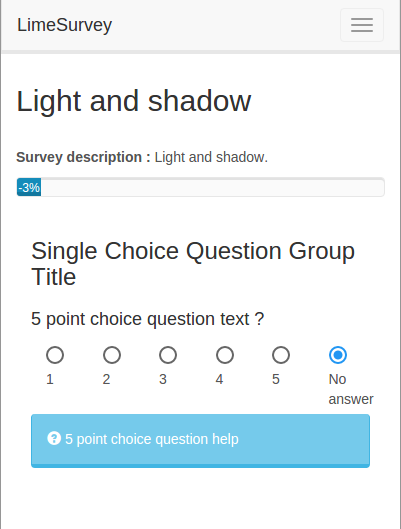 LimeSurvey
Light and shadow
Survey description : Light and shadow.
-3%
Single Choice Question Group
Title
5 point choice question text ?
1 2 3 4 5 No
answer
5 point choice question help